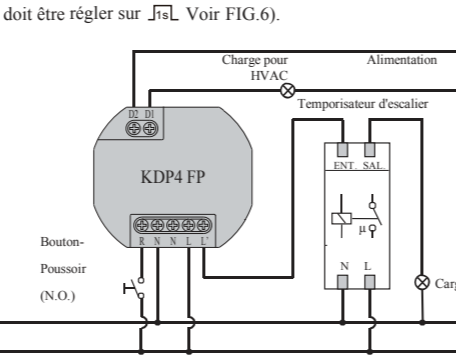 doit être régler sur 1s Voir FIG.6).
Charge pour
HVAC
Alimentation
D2 D1
Temporisateur d'escalier
KDP4 FP
ENT. SAL.
μ
R N N L L'
N L
Bouton-
Poussoir
(N.O.)